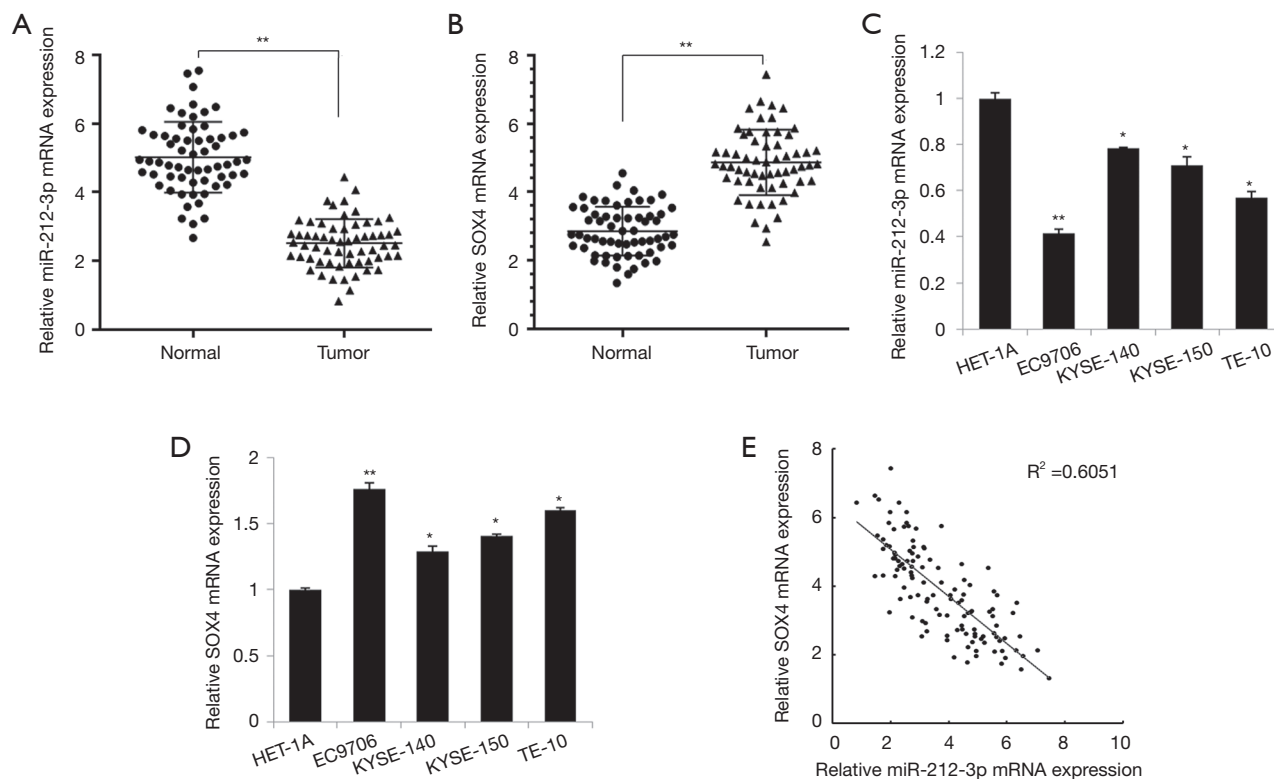 A
Relative miR-212-3p mRNA expression
8
6
4
2
0
**
Normal
Tumor
B
Relative SOX4 mRNA expression
8
6
4
2
0
**
Normal
Tumor
C
Relative miR-212-3p mRNA expression
1.2
1
0.8
0.6
0.4
0.2
0
**
*
*
*
HET-1A
EC9706
KYSE-140
KYSE-150
TE-10
D
Relative SOX4 mRNA expression
2
1.5
1
0.5
0
**
*
*
*
HET-1A
EC9706
KYSE-140
KYSE-150
TE-10
E
Relative SOX4 mRNA expression
8
6
4
2
0
R² =0.6051
0 2 4 6 8 10
Relative miR-212-3p mRNA expression